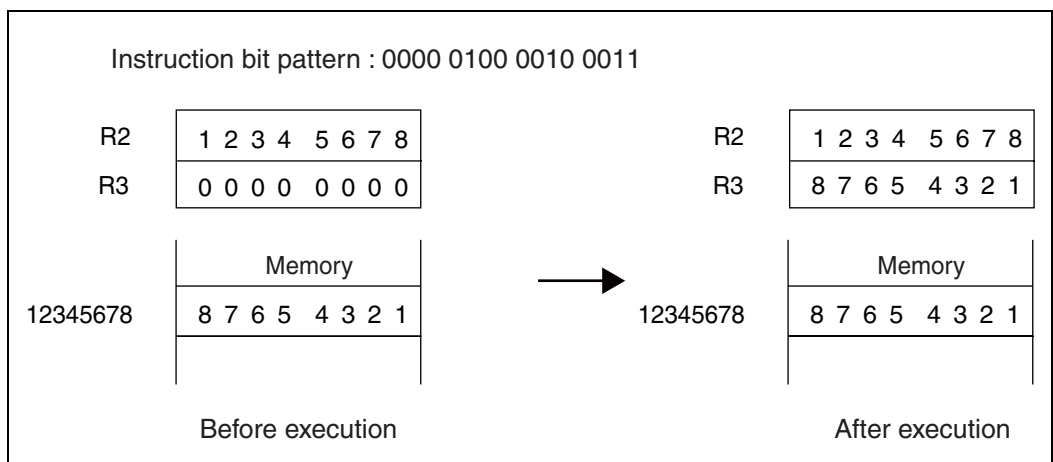 Instruction bit pattern : 0000 0100 0010 0011
R2 1 2 3 4 5 6 7 8 R2 1 2 3 4 5 6 7 8
R3 0 0 0 0 0 0 0 0 R3 8 7 6 5 4 3 2 1
Memory Memory
12345678 8 7 6 5 4 3 2 1 12345678 8 7 6 5 4 3 2 1
Before execution After execution